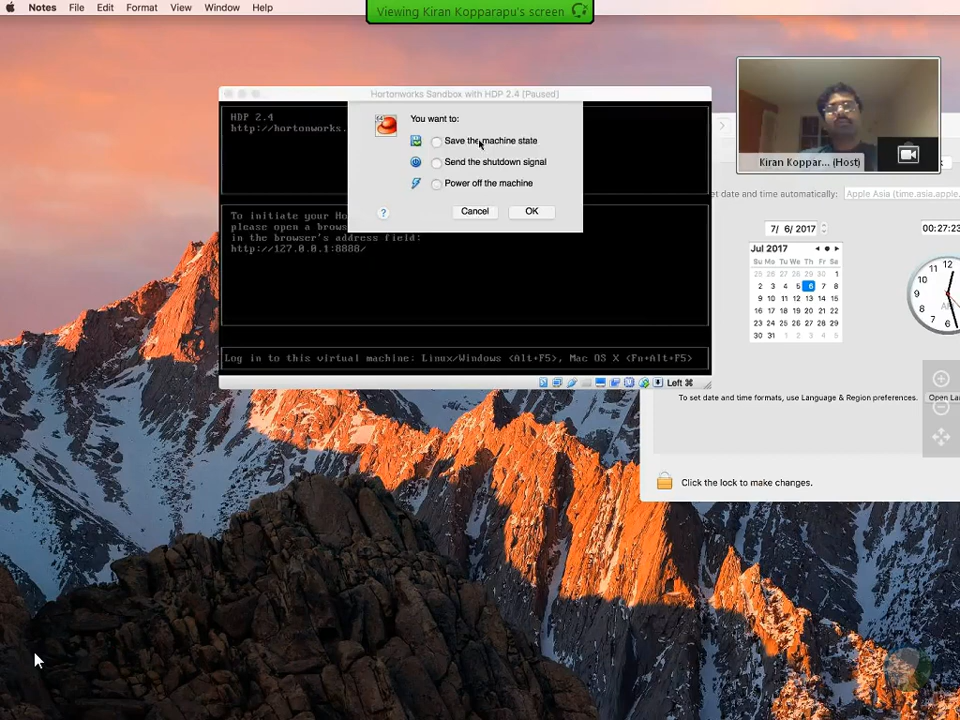 Notes File Edit Format View Window Help
Viewing Kiran Kopparapu's screen
Hortonworks Sandbox with HDP 2.4 [Paused]
HDP 2.4
http://hortonworks.
You want to:
Save the machine state
Send the shutdown signal
Power off the machine
?
Cancel
OK
To initiate your Ho
please open a brows
in the browser's address field:
http://127.0.0.1:8888/
Log in to this virtual machine: Linux/Windows <Alt+F5>, Mac OS X <Fn+Alt+F5>
Left ⌘
Kiran Koppar... (Host)
et date and time automatically:
Apple Asia (time.asia.apple.
7/ 6/ 2017
00:27:23
Jul 2017
Su Mo Tu We Th Fr Sa
25 26 27 28 29 30 1
2 3 4 5 6 7 8
9 10 11 12 13 14 15
16 17 18 19 20 21 22
23 24 25 26 27 28 29
30 31 1 2 3 4 5
12
11
10
9
8
7
6
To set date and time formats, use Language & Region preferences.
Open La
Click the lock to make changes.